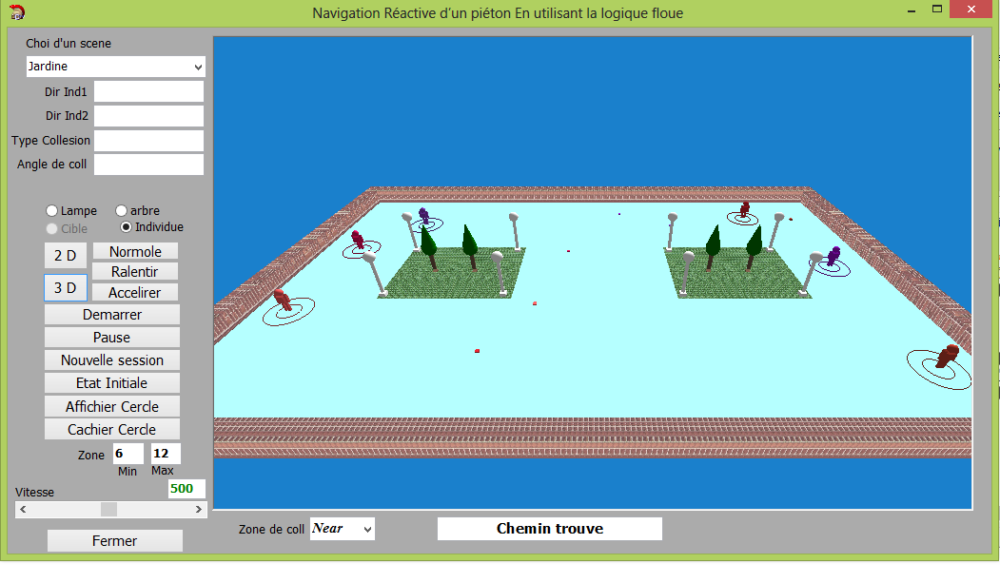 Navigation Réactive d'un piéton En utilisant la logique floue
Choi d'un scene
Jardine
Dir Ind1
Dir Ind2
Type Collesion
Angle de coll
Lampe arbre
Cible Individue
2 D Normole
Ralentir
3 D Accelirer
Demarrer
Pause
Nouvelle session
Etat Initiale
Affichier Cercle
Cachier Cercle
Zone 6 12
Min Max
Vitesse 500
Fermer
Zone de coll Near Chemin trouve